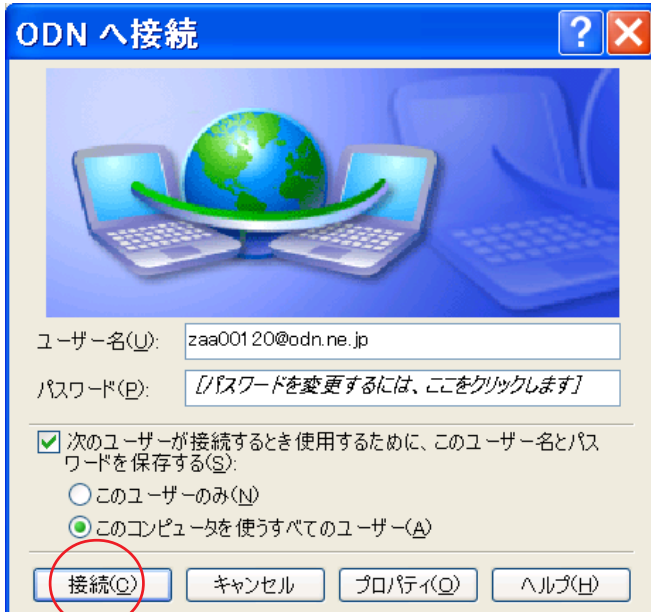 ODN へ接続
ユーザー名(U):
zaa00120@odn.ne.jp
パスワード(P):
[パスワードを変更するには、ここをクリックします]
次のユーザーが接続するとき使用するために、このユーザー名とパス
ワードを保存する(S):
このユーザーのみ(N)
このコンピュータを使うすべてのユーザー(A)
接続(C)
キャンセル
プロパティ(O)
ヘルプ(H)